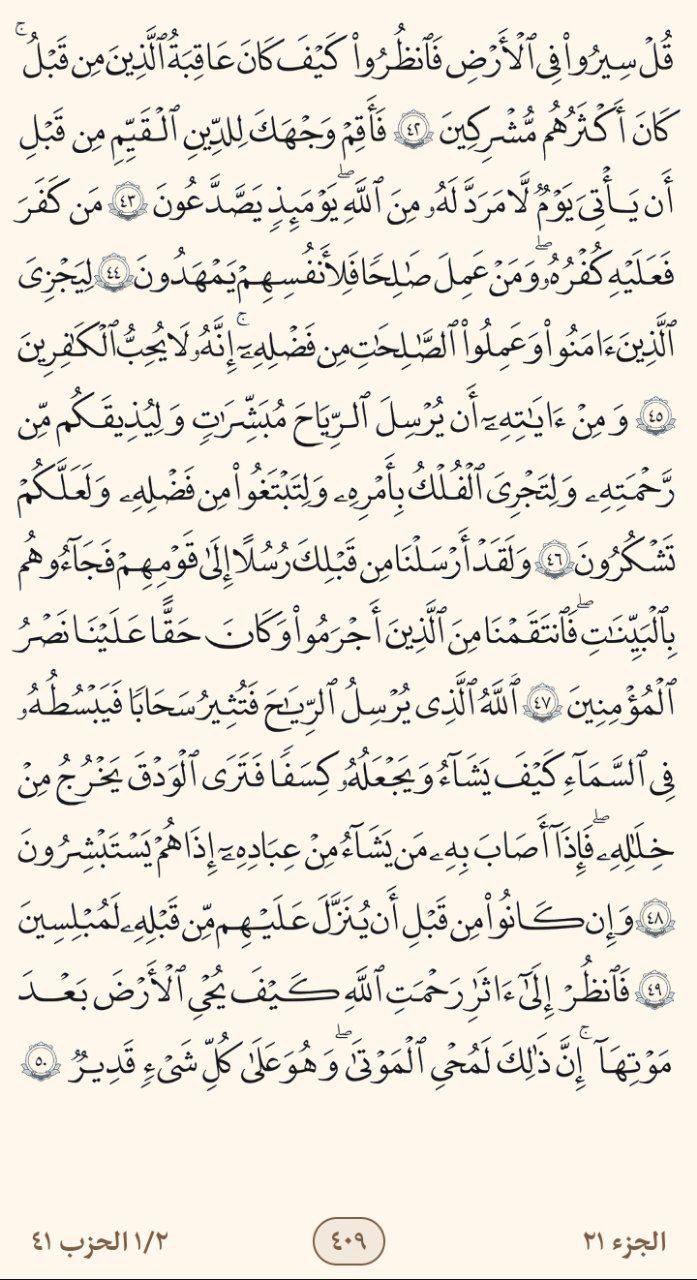 قُلۡ سِيرُواْ فِي ٱلۡأَرۡضِ فَٱنظُرُواْ كَيۡفَ كَانَ عَٰقِبَةُ ٱلَّذِينَ مِن قَبۡلُۚ
كَانَ أَكۡثَرُهُم مُّشۡرِكِينَ ٤٢ فَأَقِمۡ وَجۡهَكَ لِلدِّينِ ٱلۡقَيِّمِ مِن قَبۡلِ
أَن يَأۡتِيَ يَوۡمٞ لَّا مَرَدَّ لَهُۥ مِنَ ٱللَّهِۖ يَوۡمَئِذٖ يَصَّدَّعُونَ ٤٣ مَن كَفَرَ
فَعَلَيۡهِ كُفۡرُهُۥۖ وَمَنۡ عَمِلَ صَٰلِحٗا فَلِأَنفُسِهِمۡ يَمۡهَدُونَ ٤٤ لِيَجۡزِيَ
ٱلَّذِينَ ءَامَنُواْ وَعَمِلُواْ ٱلصَّٰلِحَٰتِ مِن فَضۡلِهِۦٓۚ إِنَّهُۥ لَا يُحِبُّ ٱلۡكَٰفِرِينَ
٤٥ وَمِنۡ ءَايَٰتِهِۦٓ أَن يُرۡسِلَ ٱلرِّيَاحَ مُبَشِّرَٰتٖ وَلِيُذِيقَكُم مِّن
رَّحۡمَتِهِۦ وَلِتَجۡرِيَ ٱلۡفُلۡكُ بِأَمۡرِهِۦ وَلِتَبۡتَغُواْ مِن فَضۡلِهِۦ وَلَعَلَّكُمۡ
تَشۡكُرُونَ ٤٦ وَلَقَدۡ أَرۡسَلۡنَا مِن قَبۡلِكَ رُسُلًا إِلَىٰ قَوۡمِهِمۡ فَجَآءُوهُم
بِٱلۡبَيِّنَٰتِۖ فَٱنتَقَمۡنَا مِنَ ٱلَّذِينَ أَجۡرَمُواْ وَكَانَ حَقًّا عَلَيۡنَا نَصۡرُ
ٱلۡمُؤۡمِنِينَ ٤٧ ٱللَّهُ ٱلَّذِي يُرۡسِلُ ٱلرِّيَٰحَ فَتُثِيرُ سَحَابٗا فَيَبۡسُطُهُۥ
فِي ٱلسَّمَآءِ كَيۡفَ يَشَآءُ وَيَجۡعَلُهُۥ كِسَفٗا فَتَرَى ٱلۡوَدۡقَ يَخۡرُجُ مِنۡ
خِلَٰلِهِۦۖ فَإِذَآ أَصَابَ بِهِۦ مَن يَشَآءُ مِنۡ عِبَادِهِۦٓ إِذَا هُمۡ يَسۡتَبۡشِرُونَ
٤٨ وَإِن كَانُواْ مِن قَبۡلِ أَن يُنَزَّلَ عَلَيۡهِم مِّن قَبۡلِهِۦ لَمُبۡلِسِينَ
٤٩ فَٱنظُرۡ إِلَىٰٓ ءَاثَٰرِ رَحۡمَتِ ٱللَّهِ كَيۡفَ يُحۡيِ ٱلۡأَرۡضَ بَعۡدَ
مَوۡتِهَآۚ إِنَّ ذَٰلِكَ لَمُحۡيِ ٱلۡمَوۡتَىٰۖ وَهُوَ عَلَىٰ كُلِّ شَيۡءٖ قَدِيرٞ ٥٠
الجزء ٢١ ٤٠٩ ١/٢ الحزب ٤١